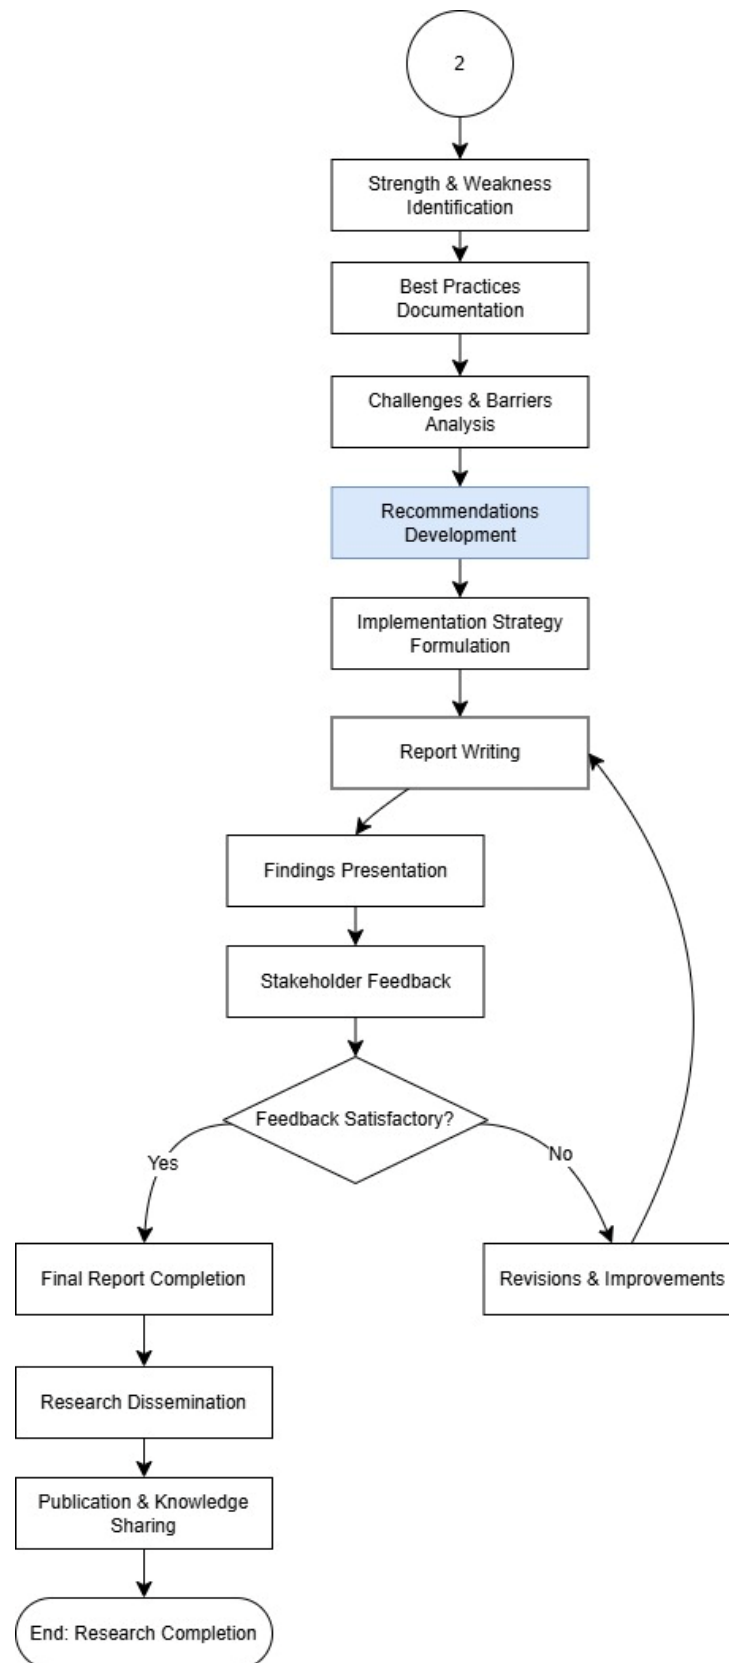 2
Strength & Weakness
Identification
Best Practices
Documentation
Challenges & Barriers
Analysis
Recommendations
Development
Implementation Strategy
Formulation
Report Writing
Findings Presentation
Stakeholder Feedback
Feedback Satisfactory?
Yes
No
Final Report Completion
Revisions & Improvements
Research Dissemination
Publication & Knowledge
Sharing
End: Research Completion